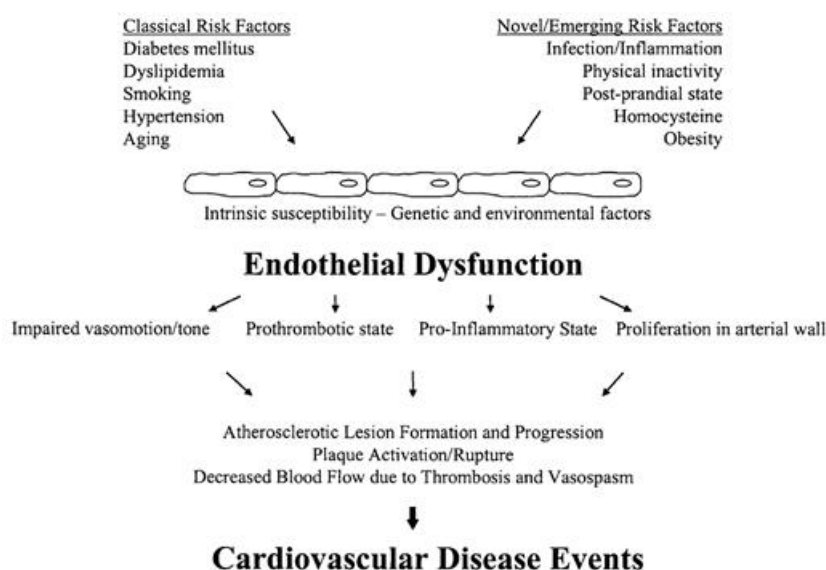 Classical Risk Factors
Diabetes mellitus
Dyslipidemia
Smoking
Hypertension
Aging
Novel/Emerging Risk Factors
Infection/Inflammation
Physical inactivity
Post-prandial state
Homocysteine
Obesity
Intrinsic susceptibility – Genetic and environmental factors
Endothelial Dysfunction
Impaired vasomotion/tone
Prothrombotic state
Pro-Inflammatory State
Proliferation in arterial wall
Atherosclerotic Lesion Formation and Progression
Plaque Activation/Rupture
Decreased Blood Flow due to Thrombosis and Vasospasm
Cardiovascular Disease Events